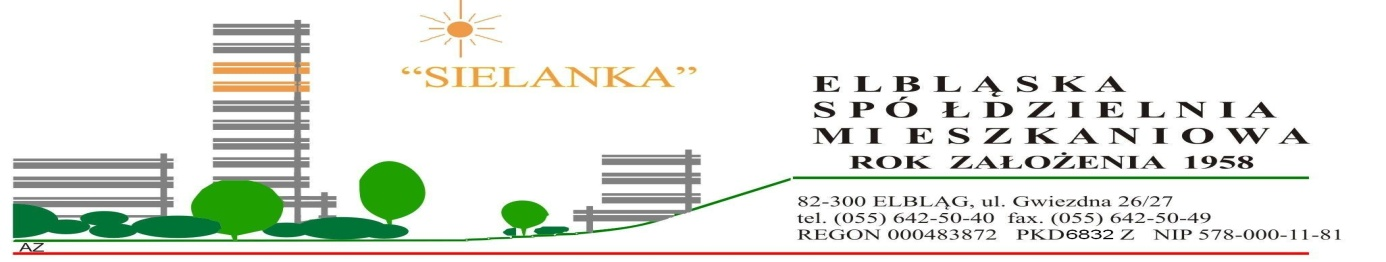 “SIELANKA”
ELBLĄSKA
SPÓŁDZIELNIA
MIESZKANIOWA
ROK ZAŁOŻENIA 1958
82-300 ELBLĄG, ul. Gwiezdna 26/27
tel. (055) 642-50-40 fax. (055) 642-50-49
REGON 000483872 PKD6832 Z NIP 578-000-11-81
AZ